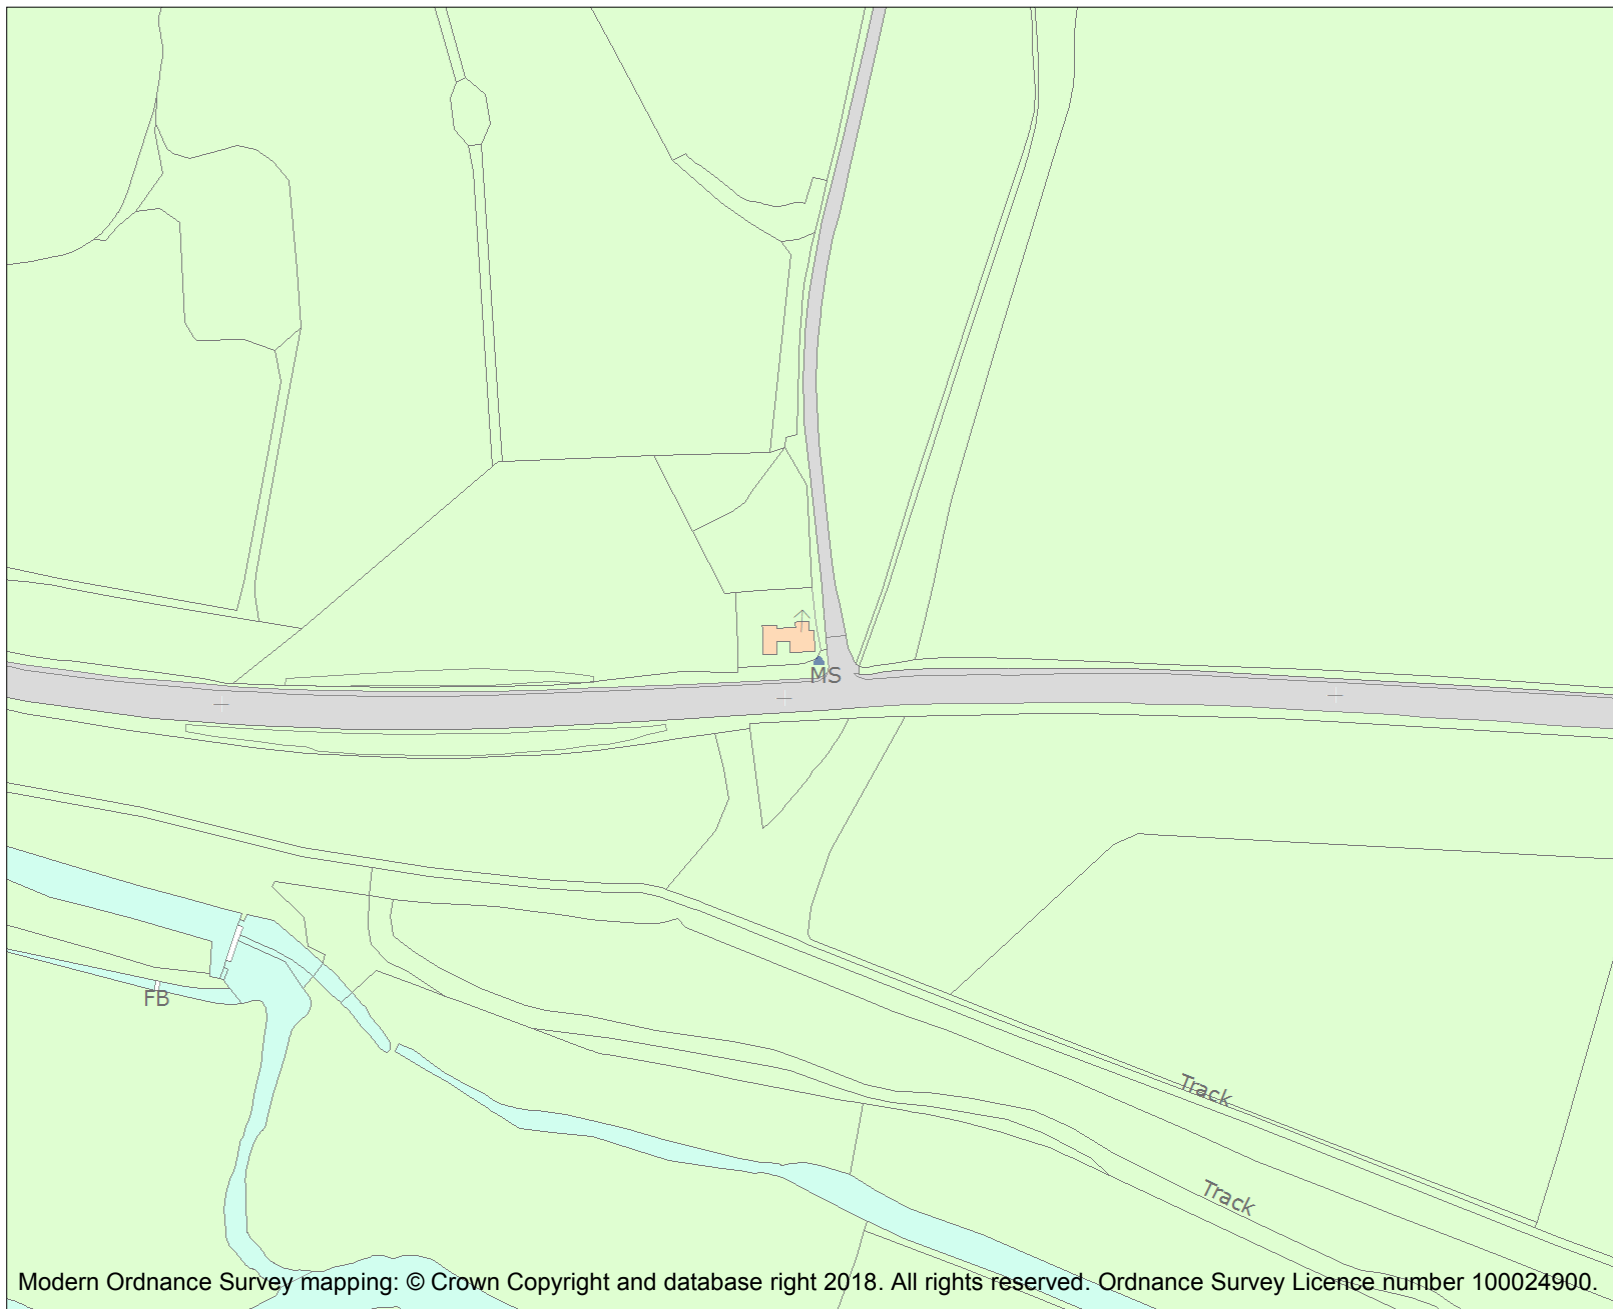 MS
FB
Track
Track
Modern Ordnance Survey mapping: © Crown Copyright and database right 2018. All rights reserved. Ordnance Survey Licence number 100024900.